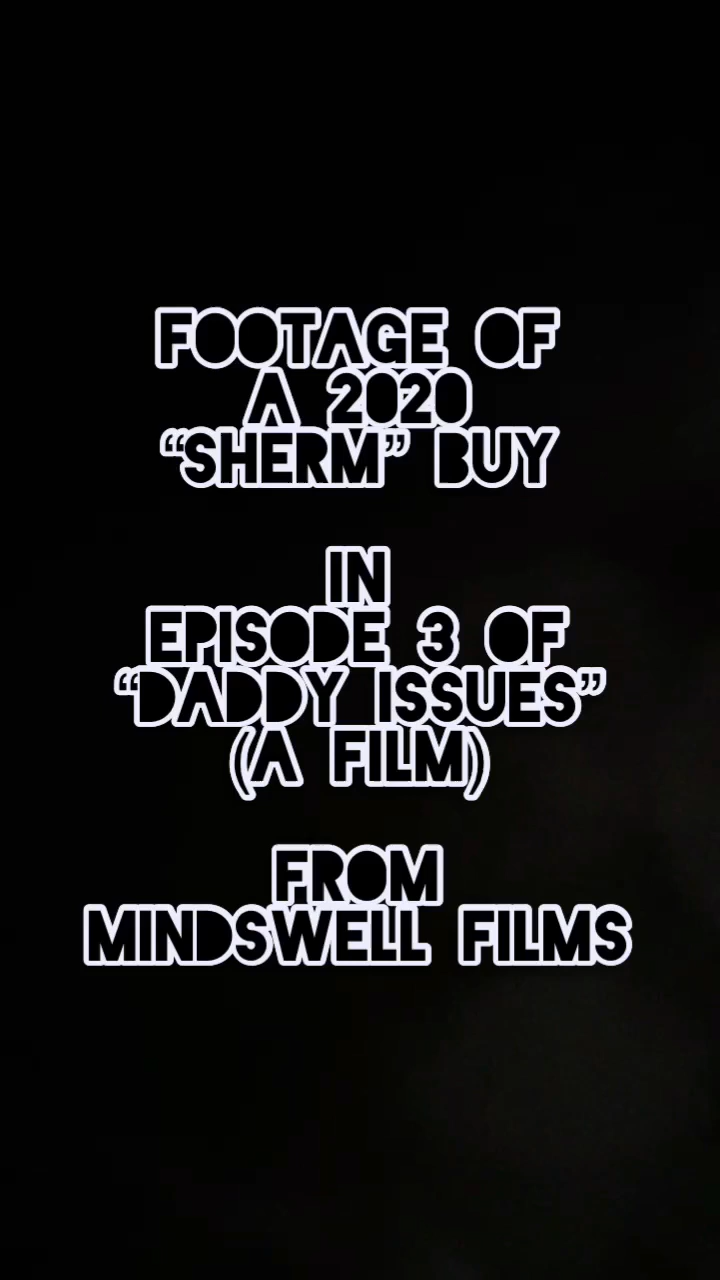 FOOTAGE OF
A 2020
“SHERM” BUY
IN
EPISODE 3 OF
“DADDY ISSUES”
(A FILM)
FROM
MINDSWELL FILMS